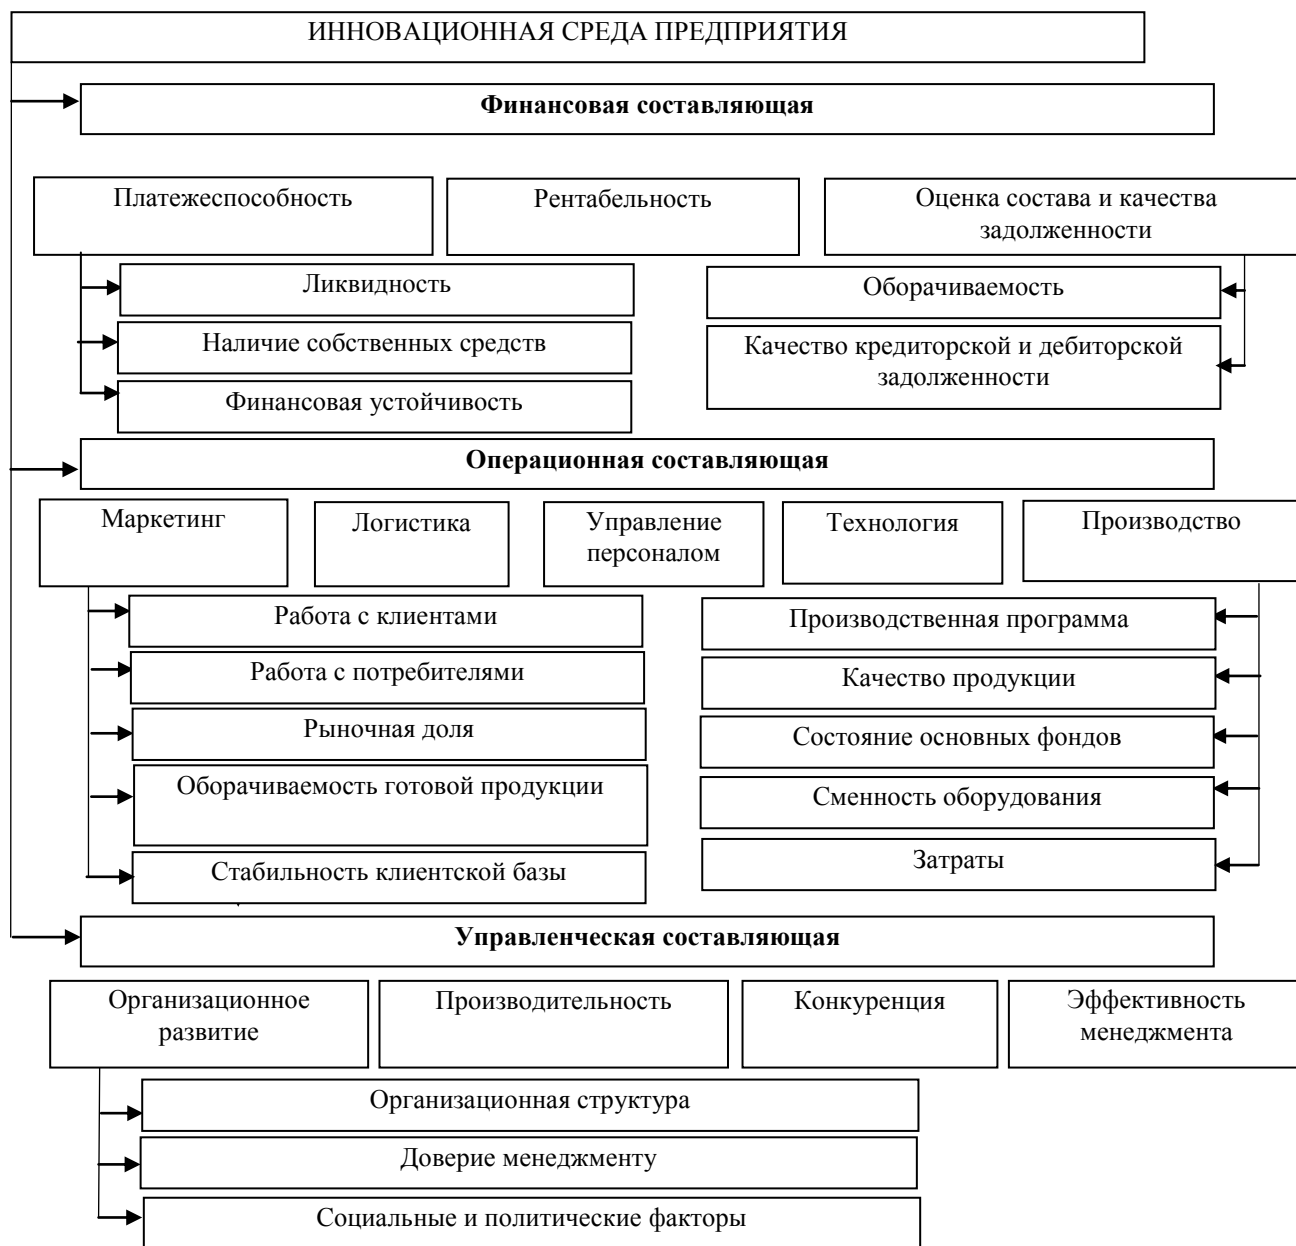 ИННОВАЦИОННАЯ СРЕДА ПРЕДПРИЯТИЯ
Финансовая составляющая
Платежеспособность
Рентабельность
Оценка состава и качества
задолженности
Ликвидность
Наличие собственных средств
Финансовая устойчивость
Оборачиваемость
Качество кредиторской и дебиторской
задолженности
Операционная составляющая
Маркетинг
Логистика
Управление
персоналом
Технология
Производство
Работа с клиентами
Работа с потребителями
Рыночная доля
Оборачиваемость готовой продукции
Стабильность клиентской базы
Производственная программа
Качество продукции
Состояние основных фондов
Сменность оборудования
Затраты
Управленческая составляющая
Организационное
развитие
Производительность
Конкуренция
Эффективность
менеджмента
Организационная структура
Доверие менеджменту
Социальные и политические факторы